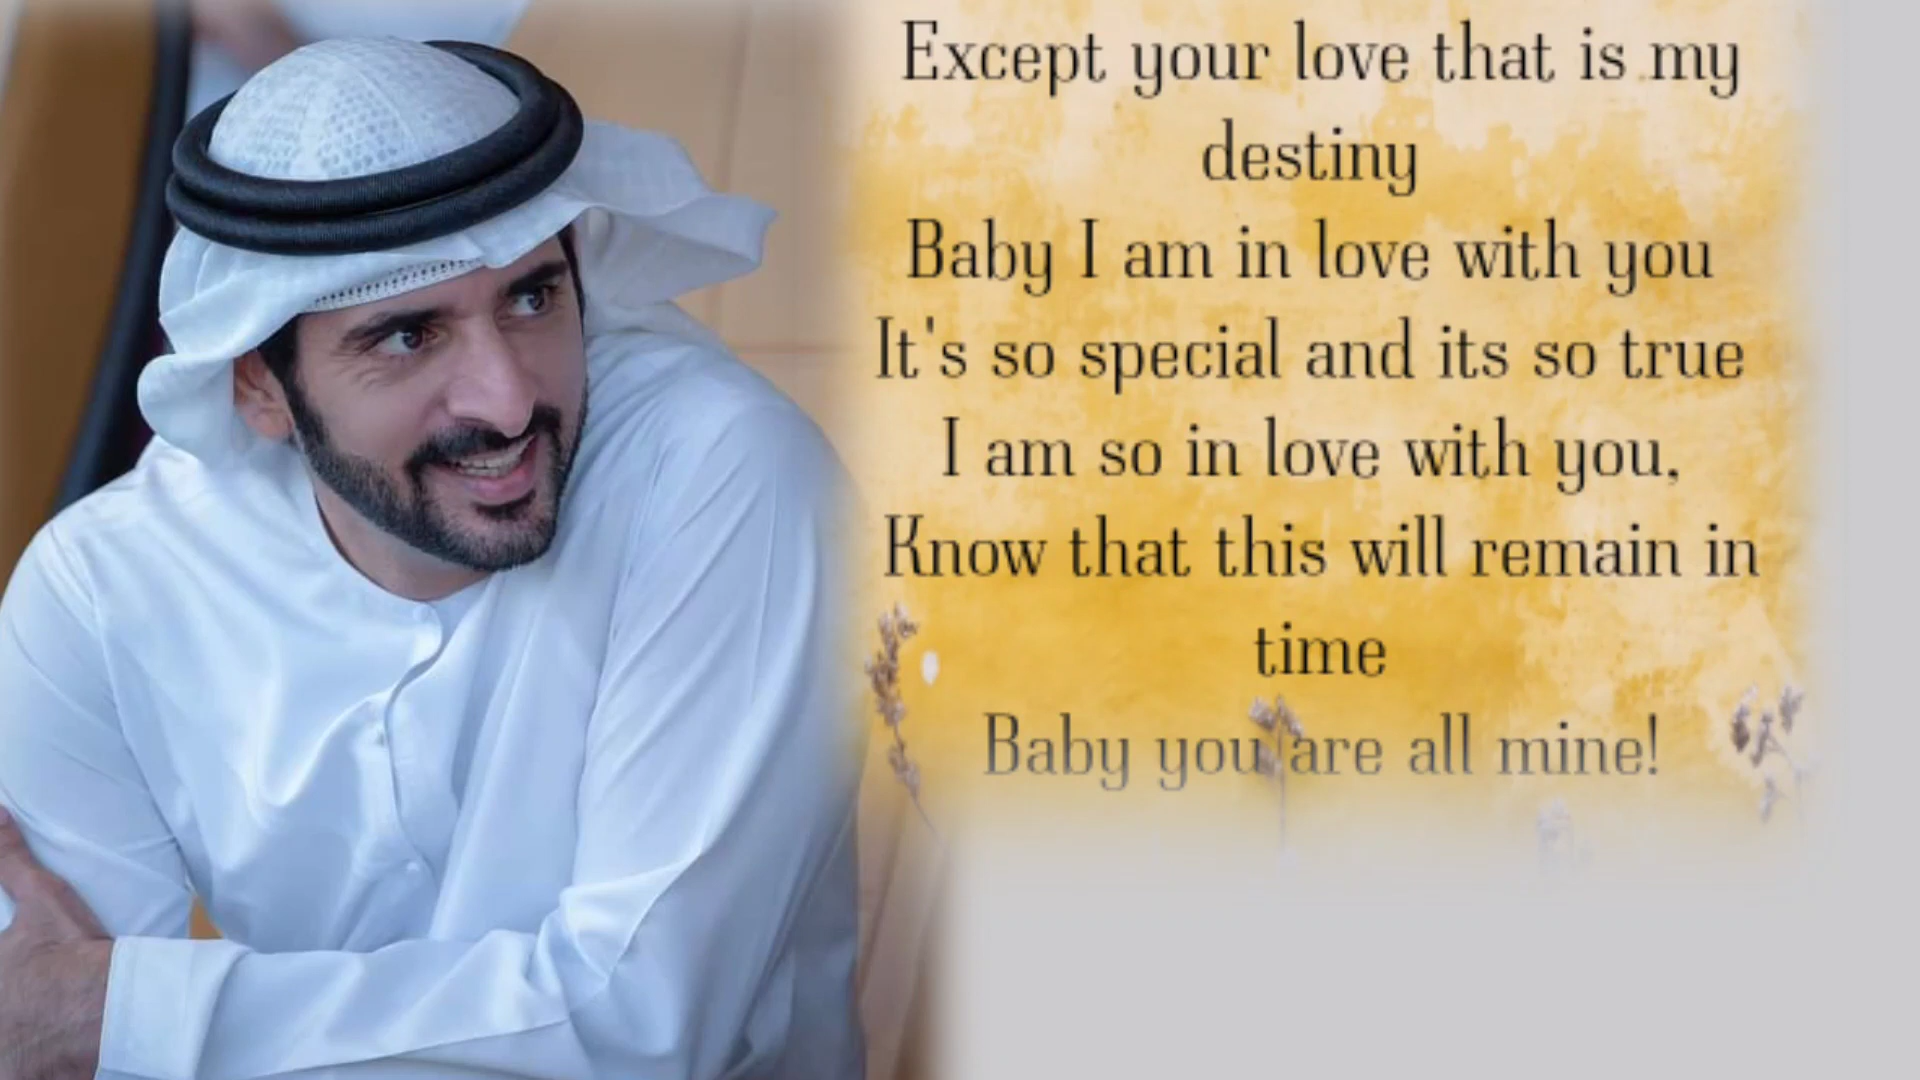 Except your love that is my
destiny
Baby I am in love with you
It's so special and its so true
I am so in love with you,
Know that this will remain in
time
Baby you are all mine!